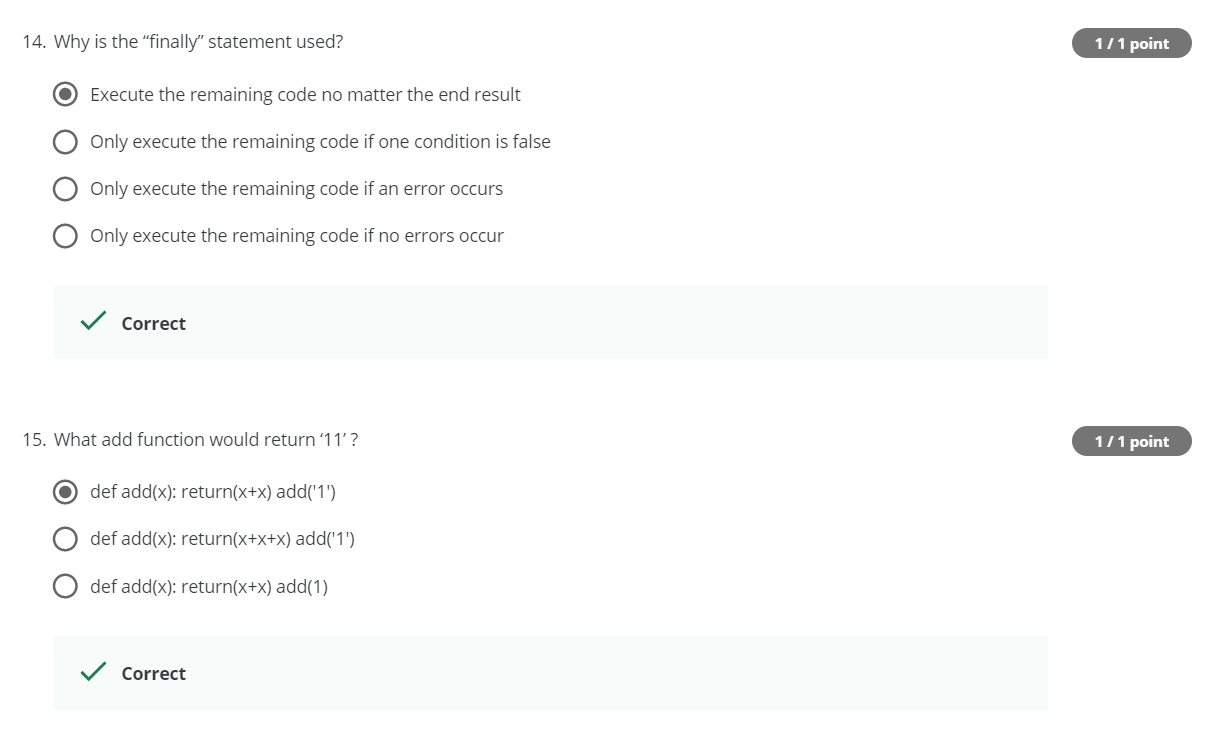 14. Why is the “finally” statement used?
1 / 1 point
Execute the remaining code no matter the end result
Only execute the remaining code if one condition is false
Only execute the remaining code if an error occurs
Only execute the remaining code if no errors occur
Correct
15. What add function would return ‘11’ ?
1 / 1 point
def add(x): return(x+x) add('1')
def add(x): return(x+x+x) add('1')
def add(x): return(x+x) add(1)
Correct